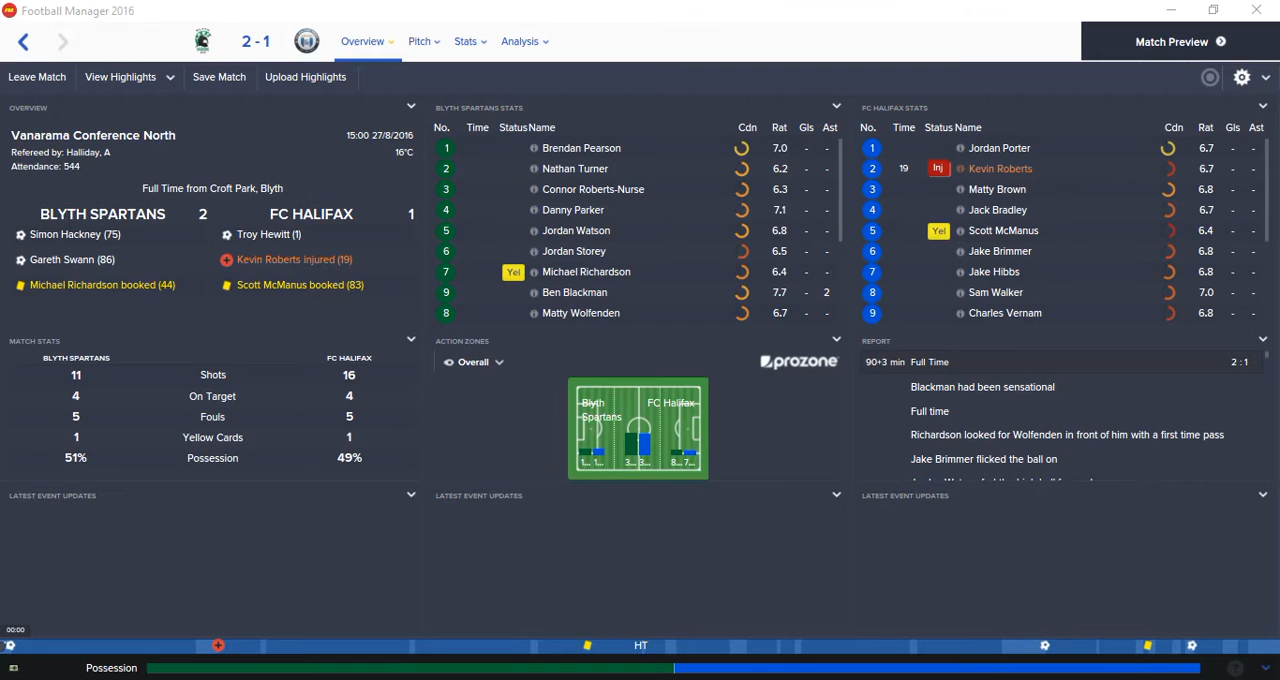 Football Manager 2016
2 - 1
Overview Pitch Stats Analysis
Match Preview
Leave Match View Highlights Save Match Upload Highlights
OVERVIEW
Vanarama Conference North 15:00 27/8/2016
Refereed by: Halliday, A 16°C
Attendance: 544
Full Time from Croft Park, Blyth
BLYTH SPARTANS 2 FC HALIFAX 1
Simon Hackney (75) Troy Hewitt (1)
Gareth Swann (86) Kevin Roberts injured (19)
Michael Richardson booked (44) Scott McManus booked (83)
BLYTH SPARTANS STATS
No. Time Status Name Cdn Rat Gls Ast
1 Brendan Pearson 7.0 - -
2 Nathan Turner 6.2 - -
3 Connor Roberts-Nurse 6.3 - -
4 Danny Parker 7.1 - -
5 Jordan Watson 6.8 - -
6 Jordan Storey 6.5 - -
7 Yel Michael Richardson 6.4 - -
9 Ben Blackman 7.7 - 2
8 Matty Wolfenden 6.7 - -
FC HALIFAX STATS
No. Time Status Name Cdn Rat Gls Ast
1 Jordan Porter 6.7 - -
2 19 Inj Kevin Roberts 6.7 - -
3 Matty Brown 6.8 - -
4 Jack Bradley 6.7 - -
5 Yel Scott McManus 6.4 - -
6 Jake Brimmer 6.8 - -
7 Jake Hibbs 6.8 - -
8 Sam Walker 7.0 - -
9 Charles Vernam 6.8 - -
MATCH STATS
BLYTH SPARTANS FC HALIFAX
11 Shots 16
4 On Target 4
5 Fouls 5
1 Yellow Cards 1
51% Possession 49%
ACTION ZONES
Overall prozone
Blyth FC Halifax
Spartans
1... 1... 3... 3... 8... 7...
REPORT
90+3 min Full Time 2 : 1
Blackman had been sensational
Full time
Richardson looked for Wolfenden in front of him with a first time pass
Jake Brimmer flicked the ball on
LATEST EVENT UPDATES
LATEST EVENT UPDATES
LATEST EVENT UPDATES
00:00
HT
Possession